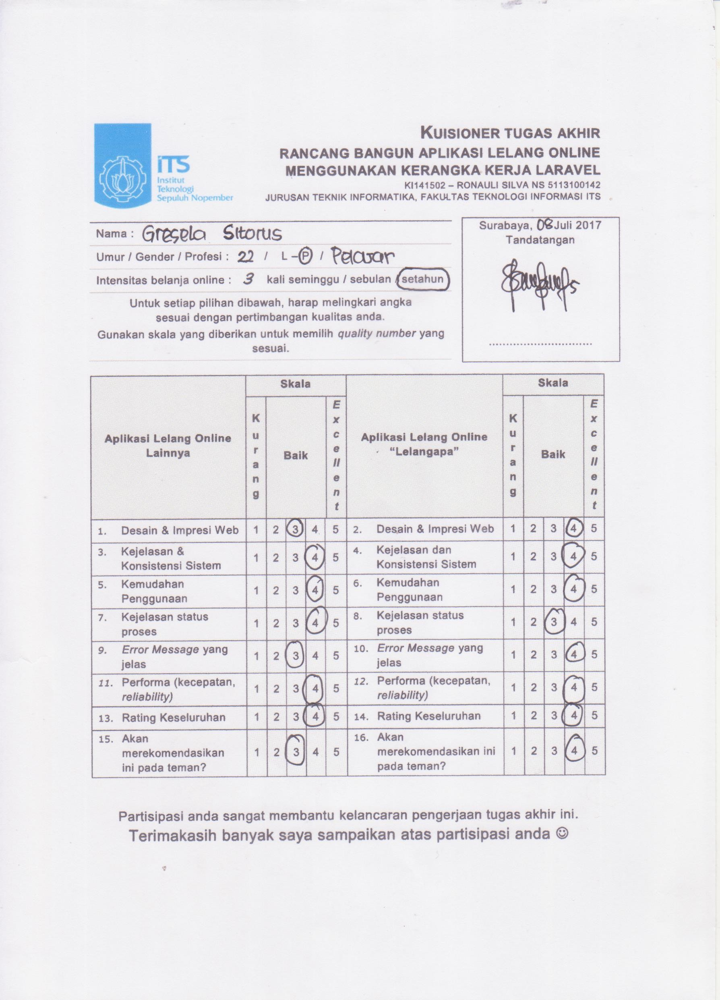 KUISIONER TUGAS AKHIR
RANCANG BANGUN APLIKASI LELANG ONLINE
MENGGUNAKAN KERANGKA KERJA LARAVEL
KI141502 – RONAULI SILVA NS 5113100142
JURUSAN TEKNIK INFORMATIKA, FAKULTAS TEKNOLOGI INFORMASI ITS
ITS
Institut
Teknologi
Sepuluh Nopember
Nama : Gresela Sitorus
Umur / Gender / Profesi : 22 / L - P / Pelajar
Intensitas belanja online : 3 kali seminggu / sebulan / setahun
Untuk setiap pilihan dibawah, harap melingkari angka
sesuai dengan pertimbangan kualitas anda.
Gunakan skala yang diberikan untuk memilih quality number yang
sesuai.
Surabaya, 08 Juli 2017
Tandatangan
Aplikasi Lelang Online
Lainnya
Skala
Kurang
Baik
Excellent
Aplikasi Lelang Online
“Lelangapa”
Skala
Kurang
Baik
Excellent
1. Desain & Impresi Web 1 2 3 4 5
2. Desain & Impresi Web 1 2 3 4 5
3. Kejelasan &
Konsistensi Sistem 1 2 3 4 5
4. Kejelasan dan
Konsistensi Sistem 1 2 3 4 5
5. Kemudahan
Penggunaan 1 2 3 4 5
6. Kemudahan
Penggunaan 1 2 3 4 5
7. Kejelasan status
proses 1 2 3 4 5
8. Kejelasan status
proses 1 2 3 4 5
9. Error Message yang
jelas 1 2 3 4 5
10. Error Message yang
jelas 1 2 3 4 5
11. Performa (kecepatan,
reliability) 1 2 3 4 5
12. Performa (kecepatan,
reliability) 1 2 3 4 5
13. Rating Keseluruhan 1 2 3 4 5
14. Rating Keseluruhan 1 2 3 4 5
15. Akan
merekomendasikan
ini pada teman? 1 2 3 4 5
16. Akan
merekomendasikan ini
pada teman? 1 2 3 4 5
Partisipasi anda sangat membantu kelancaran pengerjaan tugas akhir ini.
Terimakasih banyak saya sampaikan atas partisipasi anda ☺